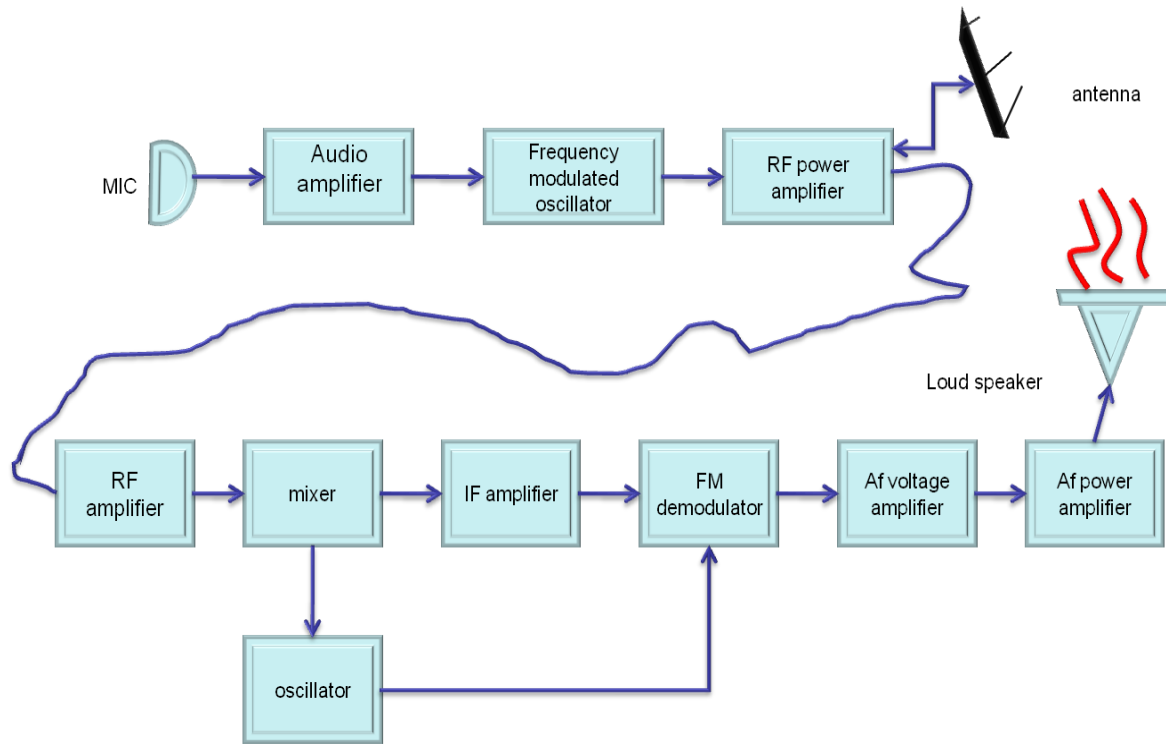 antenna
MIC
Audio
amplifier
Frequency
modulated
oscillator
RF power
amplifier
Loud speaker
RF
amplifier
mixer
IF amplifier
FM
demodulator
Af voltage
amplifier
Af power
amplifier
oscillator